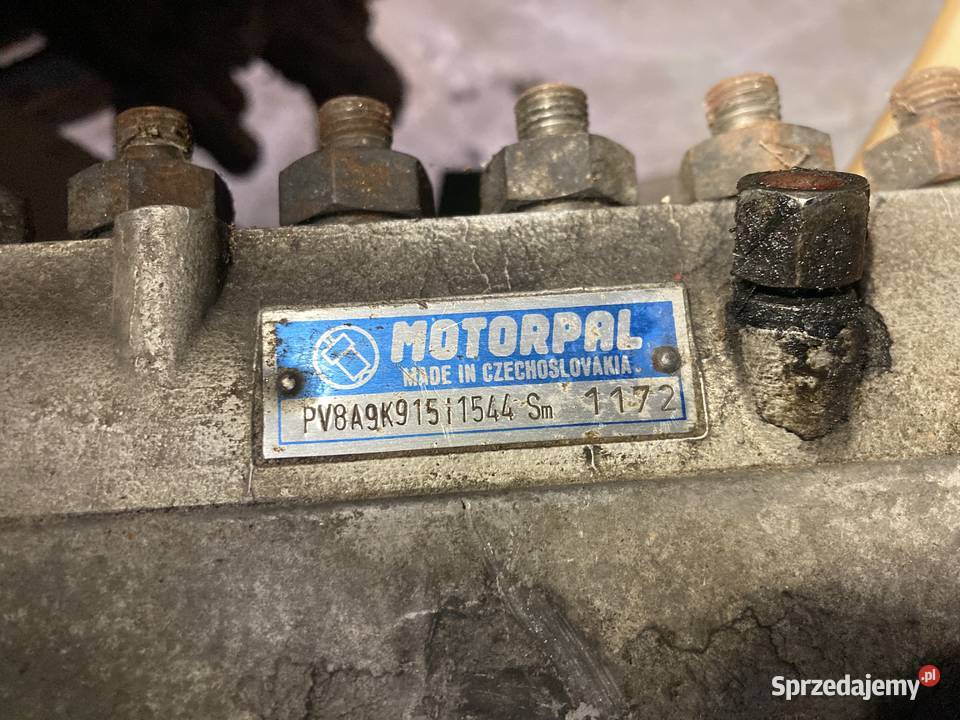 MOTORPAL
MADE IN CZECHOSLOVAKIA
PV8A9K915i1544 Sm 1172
Sprzedajemy.pl